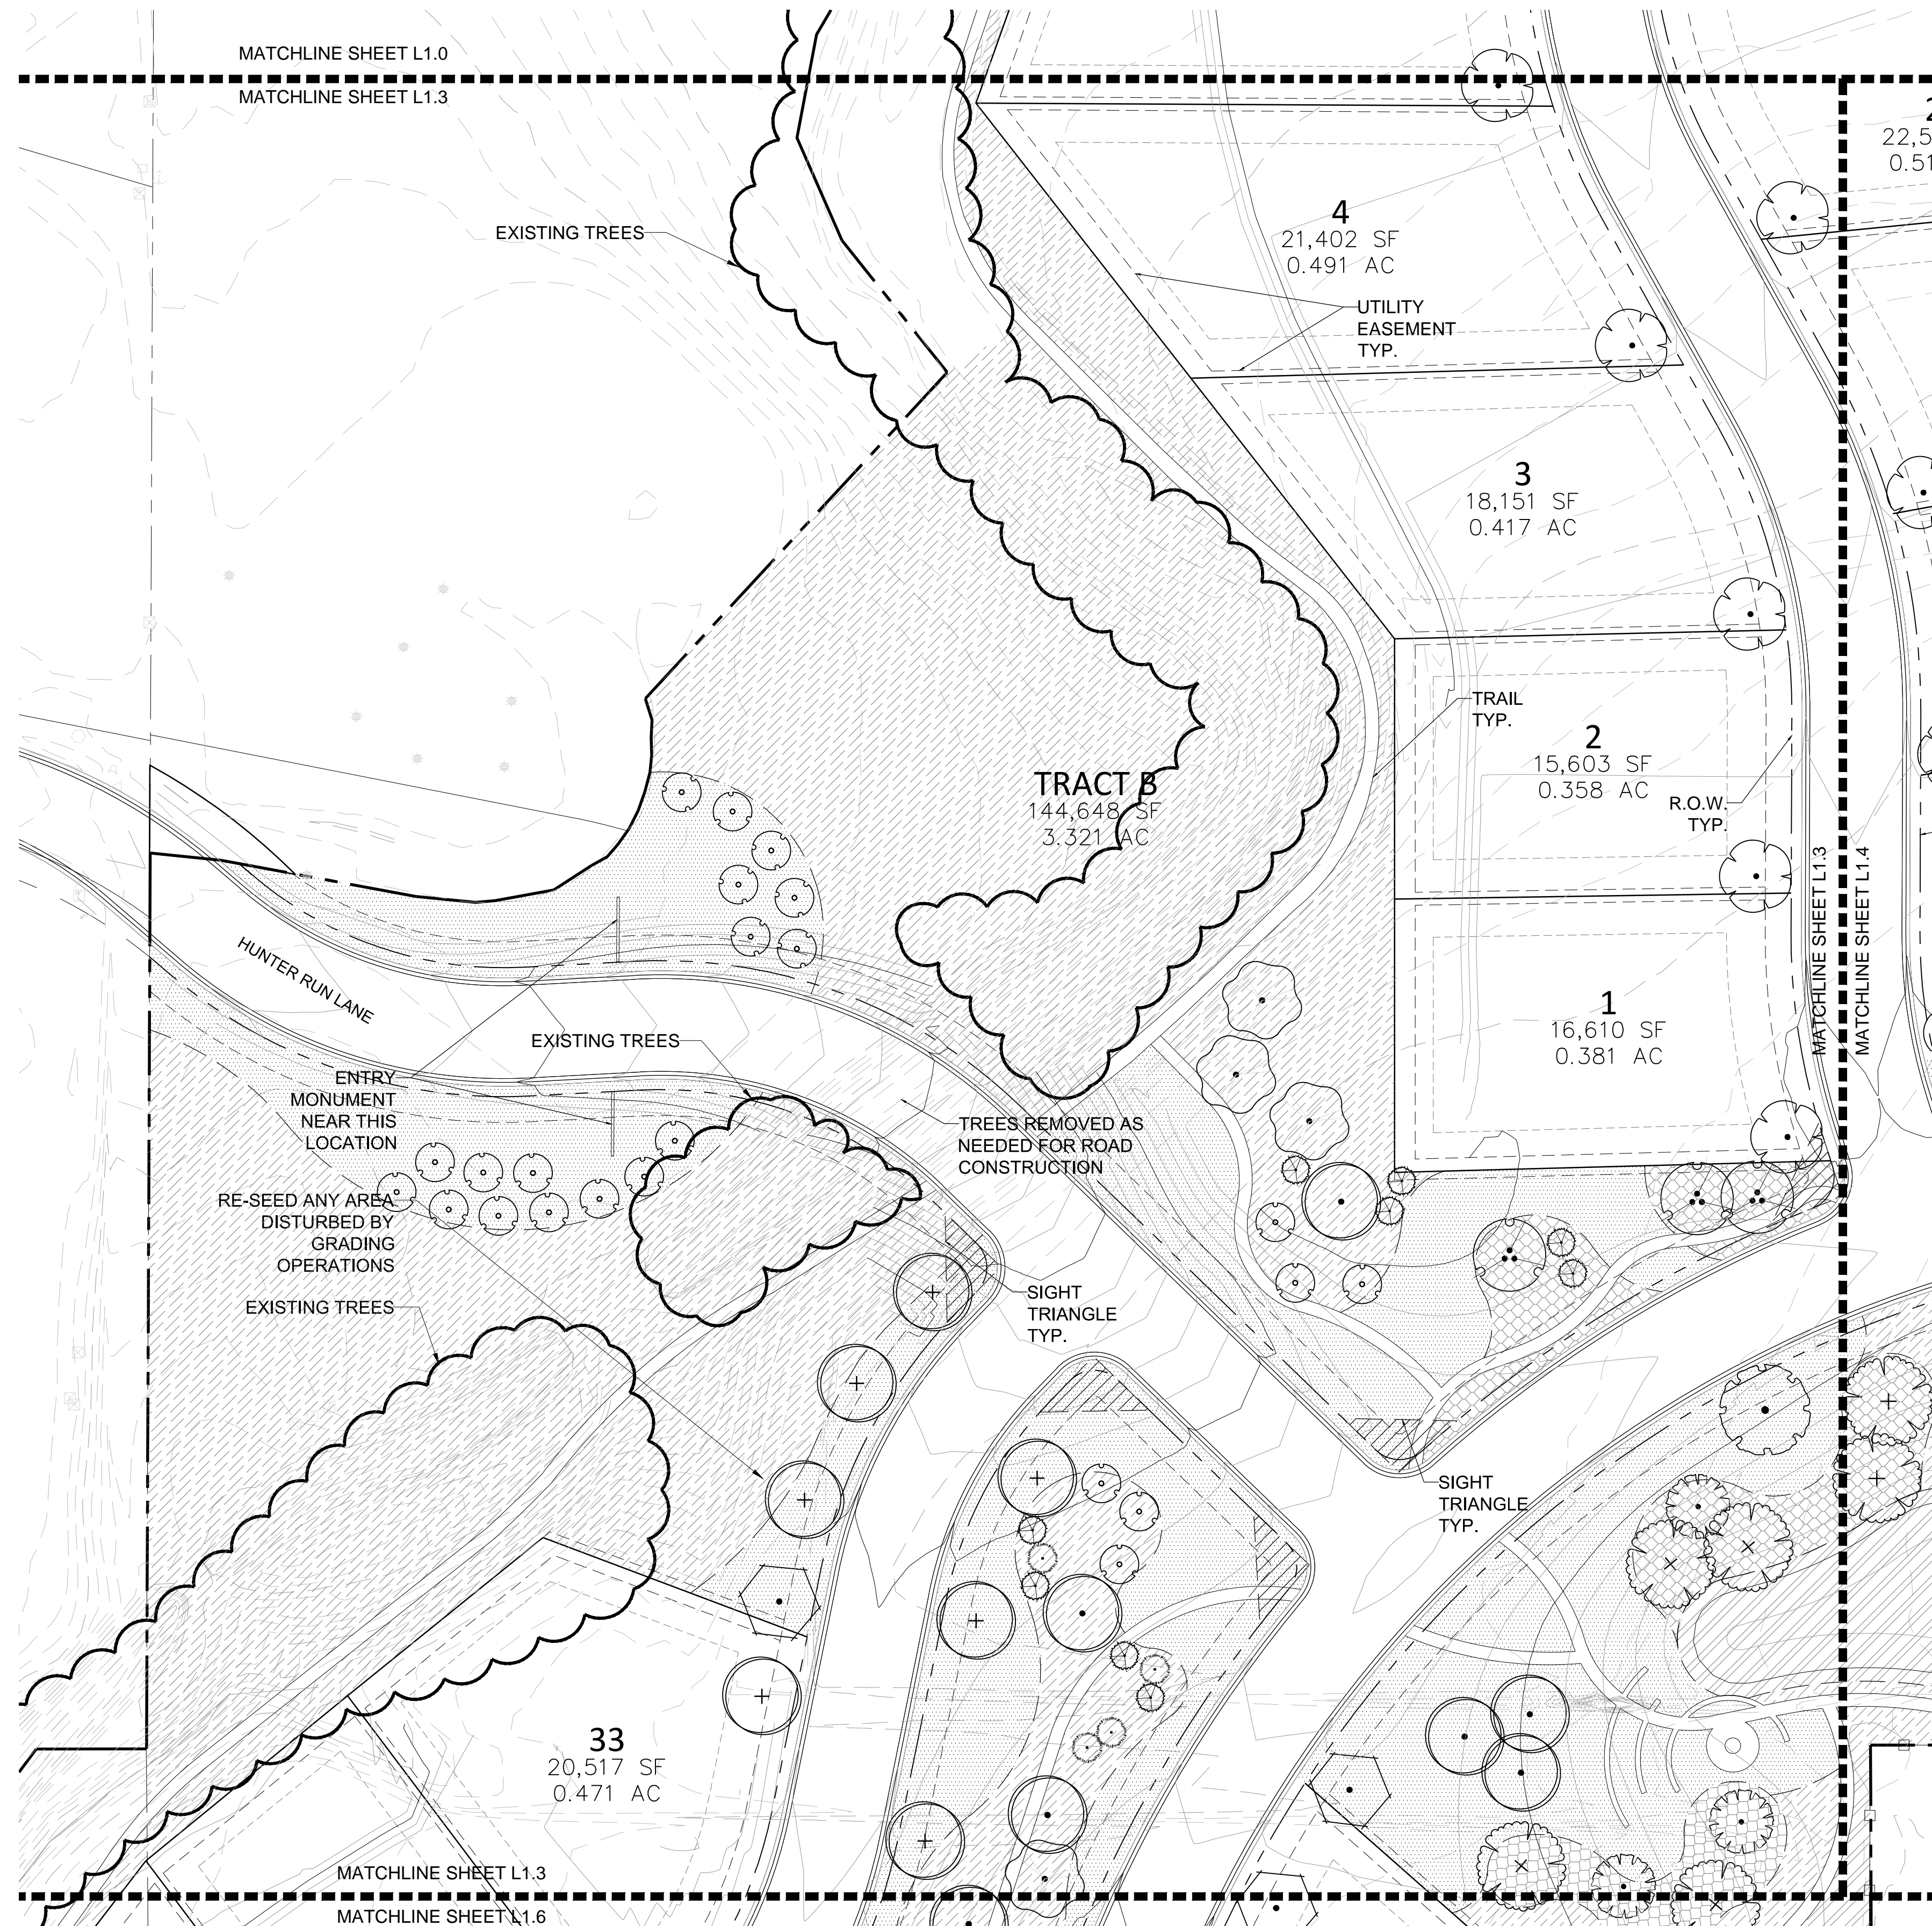 MATCHLINE SHEET L1.0
MATCHLINE SHEET L1.3
22,5
0.51
4
21,402 SF
0.491 AC
EXISTING TREES
UTILITY
EASEMENT
TYP.
3
18,151 SF
0.417 AC
TRAIL
TYP.
2
15,603 SF
0.358 AC
R.O.W.
TYP.
TRACT B
144,648 SF
3.321 AC
MATCHLINE SHEET L1.3
MATCHLINE SHEET L1.4
HUNTER RUN LANE
1
16,610 SF
0.381 AC
EXISTING TREES
ENTRY
MONUMENT
NEAR THIS
LOCATION
TREES REMOVED AS
NEEDED FOR ROAD
CONSTRUCTION
RE-SEED ANY AREA
DISTURBED BY
GRADING
OPERATIONS
EXISTING TREES
SIGHT
TRIANGLE
TYP.
SIGHT
TRIANGLE
TYP.
33
20,517 SF
0.471 AC
MATCHLINE SHEET L1.3
MATCHLINE SHEET L1.6